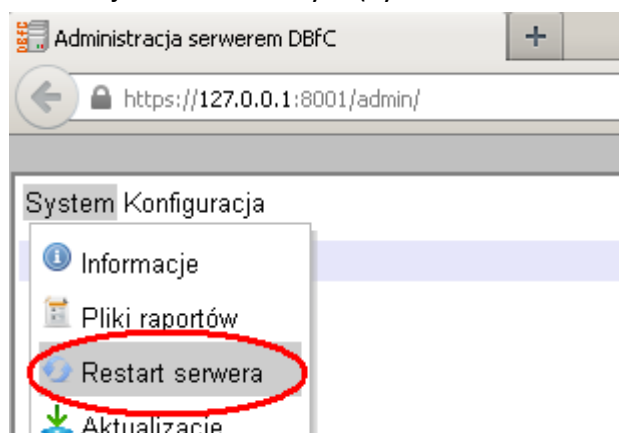 Administracja serwerem DBfC
https://127.0.0.1:8001/admin/
System Konfiguracja
Informacje
Pliki raportów
Restart serwera
Aktualizacje